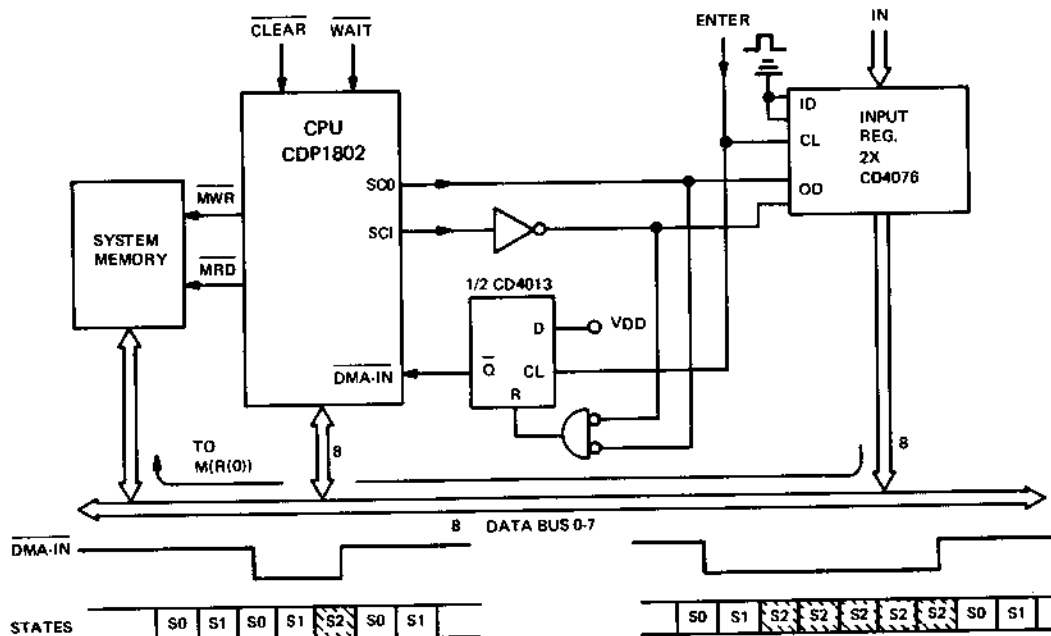 CLEAR WAIT
ENTER
IN
CPU
CDP1802
ID
CL
OD
INPUT
REG.
2X
CD4076
SC0
SCI
MWR
MRD
SYSTEM
MEMORY
1/2 CD4013
D
VDD
Q
CL
R
DMA-IN
TO
M(R(0))
8
8
8 DATA BUS 0-7
DMA-IN
STATES
S0 S1 S0 S1 S2 S0 S1
S0 S1 S2 S2 S2 S2 S2 S0 S1